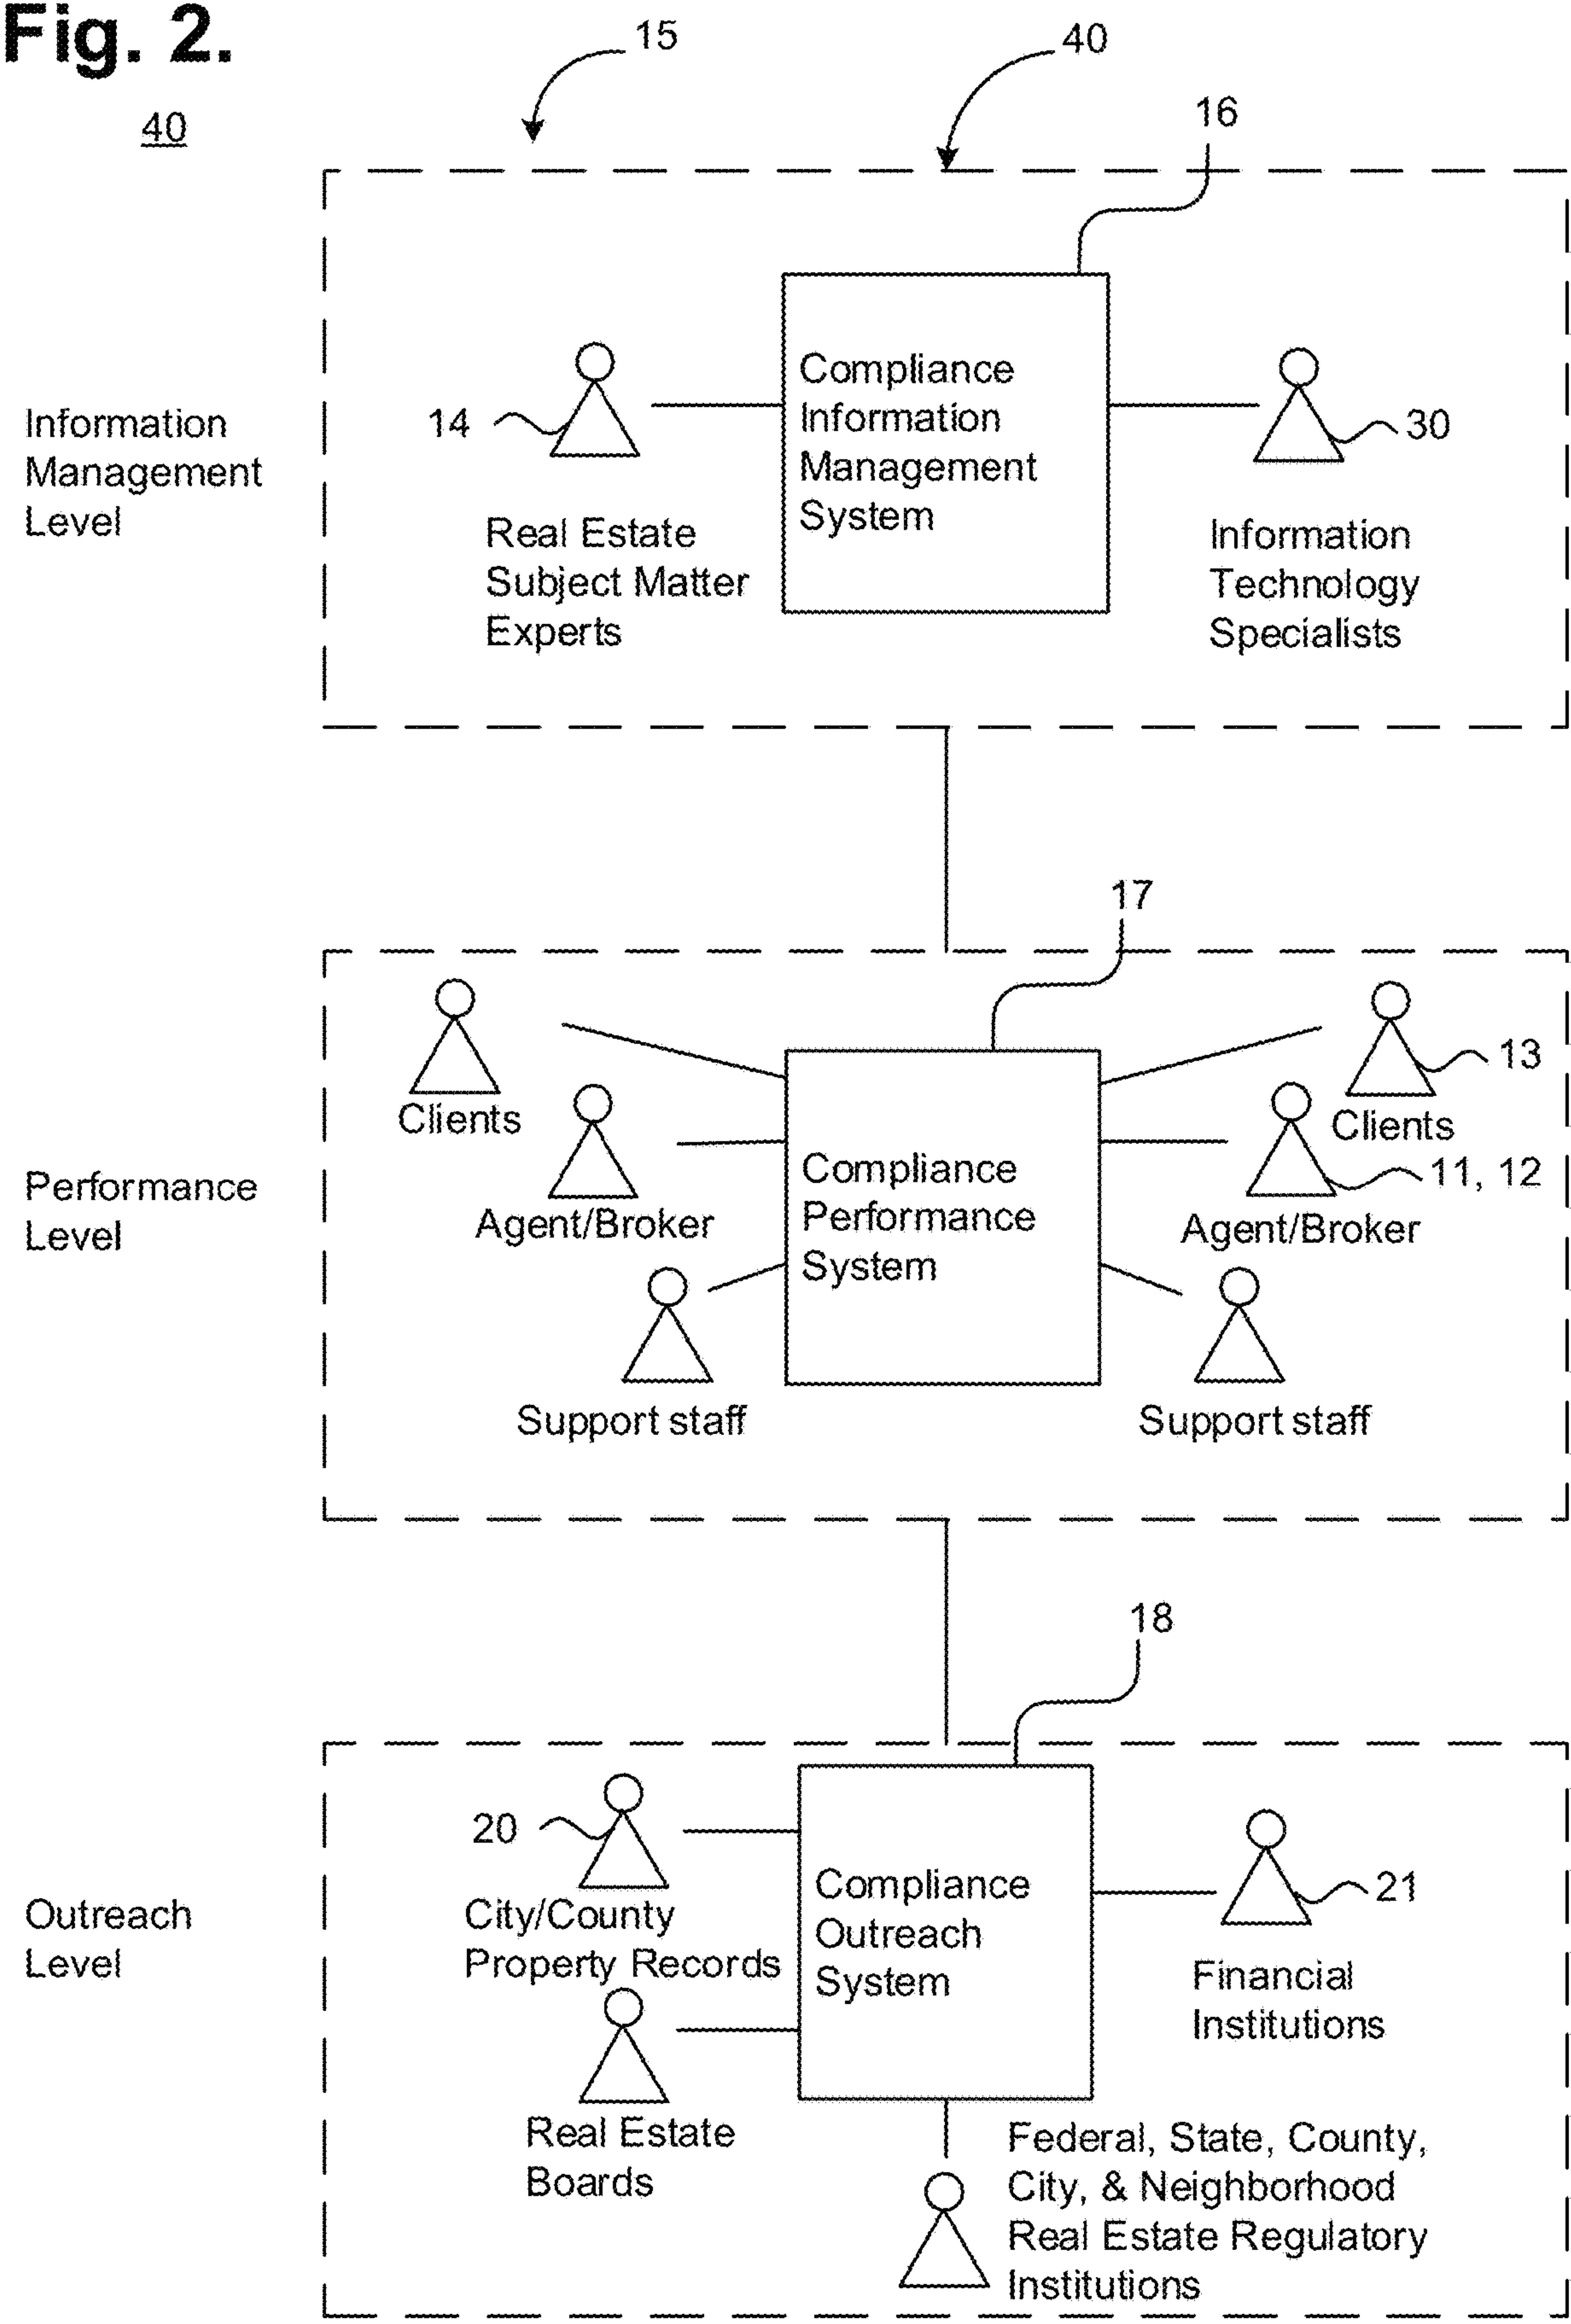 Fig. 2.
40
15
40
16
Information
Management
Level
14
Real Estate
Subject Matter
Experts
Compliance
Information
Management
System
30
Information
Technology
Specialists
17
Performance
Level
Clients
Agent/Broker
Support staff
Compliance
Performance
System
13
Clients
11, 12
Agent/Broker
Support staff
18
Outreach
Level
20
City/County
Property Records
Real Estate
Boards
Compliance
Outreach
System
21
Financial
Institutions
Federal, State, County,
City, & Neighborhood
Real Estate Regulatory
Institutions